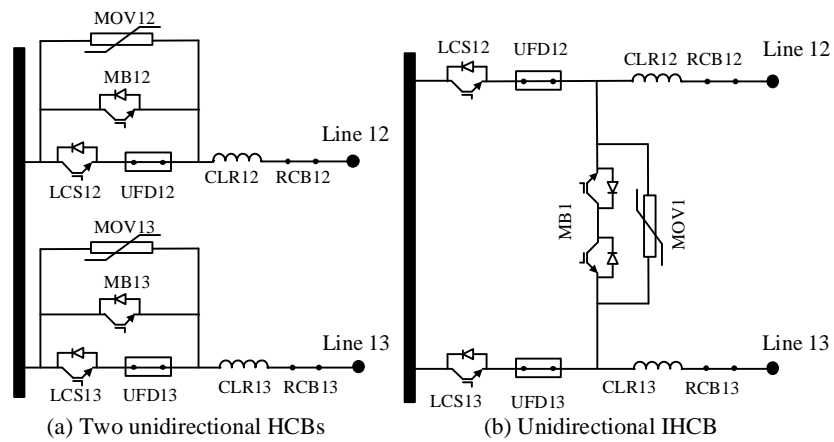 MOV12
MB12
Line 12
LCS12
UFD12
CLR12
RCB12
MOV13
MB13
Line 13
LCS13
UFD13
CLR13
RCB13
(a) Two unidirectional HCBs
LCS12
UFD12
CLR12
RCB12
Line 12
MB1
MOV1
Line 13
LCS13
UFD13
CLR13
RCB13
(b) Unidirectional IHCB